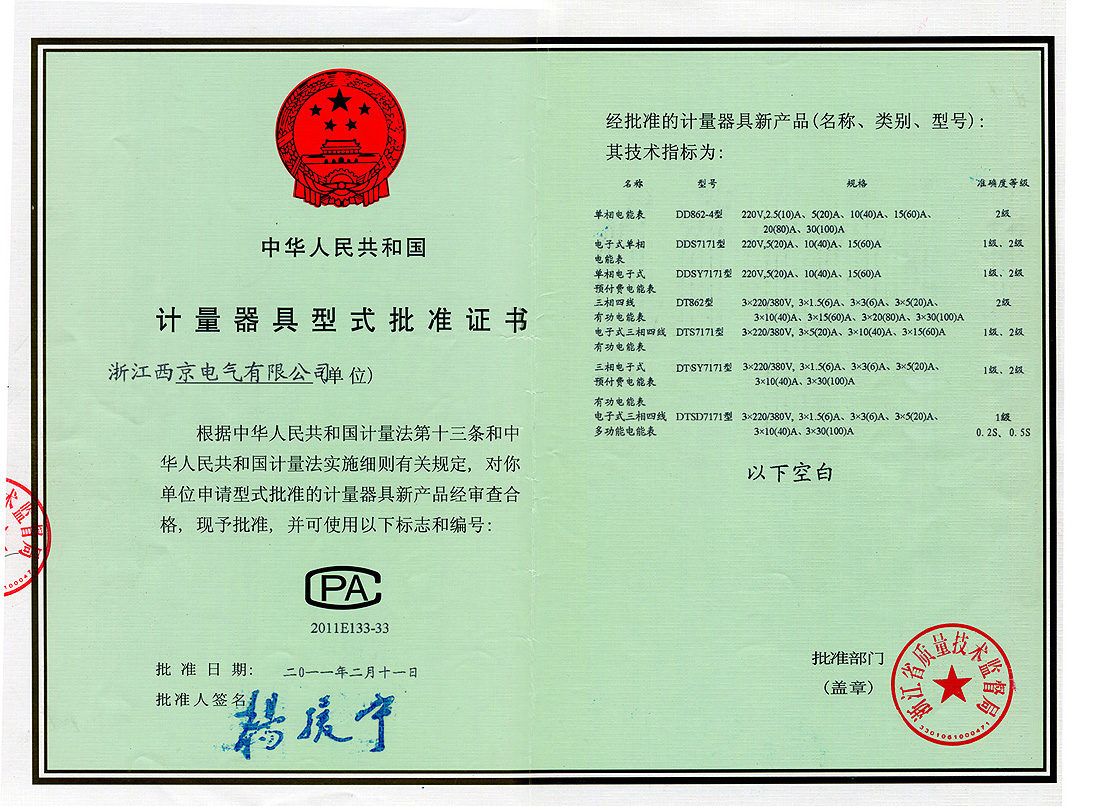 中华人民共和国
计量器具型式批准证书
浙江西京电气有限公司(单位)
根据中华人民共和国计量法第十三条和中
华人民共和国计量法实施细则有关规定, 对你
单位申请型式批准的计量器具新产品经审查合
格, 现予批准, 并可使用以下标志和编号:
CPA
2011E133-33
批准日期: 二0一一年二月十一日
批准人签名
杨振宁
术监督局
1000471
经批准的计量器具新产品(名称、类别、型号):
其技术指标为:
名称 型号 规格 准确度等级
单相电能表 DD862-4型 220V,2.5(10)A、5(20)A、10(40)A、15(60)A、 2级
20(80)A、30(100)A
电子式单相 DDS7171型 220V,5(20)A、10(40)A、15(60)A 1级、2级
电能表
单相电子式 DDSY7171型 220V,5(20)A、10(40)A、15(60)A 1级、2级
预付费电能表
三相四线 DT862型 3×220/380V, 3×1.5(6)A、3×3(6)A、3×5(20)A、 2级
有功电能表 3×10(40)A、3×15(60)A、3×20(80)A、3×30(100)A
电子式三相四线 DTS7171型 3×220/380V, 3×5(20)A、3×10(40)A、3×15(60)A 1级、2级
有功电能表
三相电子式 DTSY7171型 3×220/380V, 3×1.5(6)A、3×3(6)A、3×5(20)A、 1级、2级
预付费电能表 3×10(40)A、3×30(100)A
有功电能表
电子式三相四线 DTSD7171型 3×220/380V, 3×1.5(6)A、3×3(6)A、3×5(20)A、 1级
多功能电能表 3×10(40)A、3×30(100)A 0.2S、0.5S
以下空白
批准部门
(盖章)
浙江省质量技术监督局
3301061000471